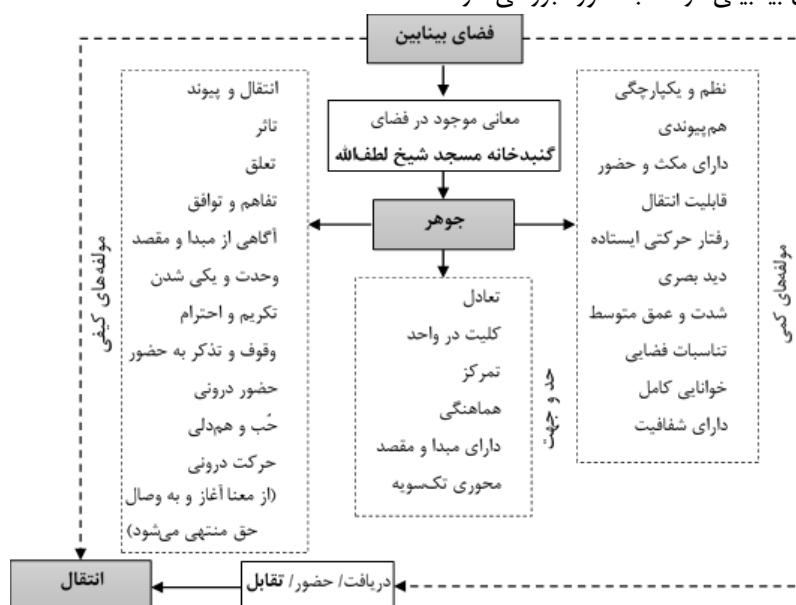 فضای بینابین
معانی موجود در فضای
گنبدخانه مسجد شیخ لطف‌الله
جوهر
نظم و یکپارچگی
هم‌پیوندی
دارای مکث و حضور
قابلیت انتقال
رفتار حرکتی ایستاده
دید بصری
شدت و عمق متوسط
تناسبات فضایی
خوانایی کامل
دارای شفافیت
مولفه‌های کمی
تعادل
کلیت در واحد
تمرکز
هماهنگی
دارای مبدا و مقصد
محوری تک‌سویه
حد و جهت
انتقال و پیوند
تاثر
تعلق
تفاهم و توافق
آگاهی از مبدا و مقصد
وحدت و یکی شدن
تکریم و احترام
وقوف و تذکر به حضور
حضور درونی
حُب و هم‌دلی
حرکت درونی
(از معنا آغاز و به وصال
حق منتهی می‌شود)
مولفه‌های کیفی
دریافت/ حضور/ تقابل
انتقال